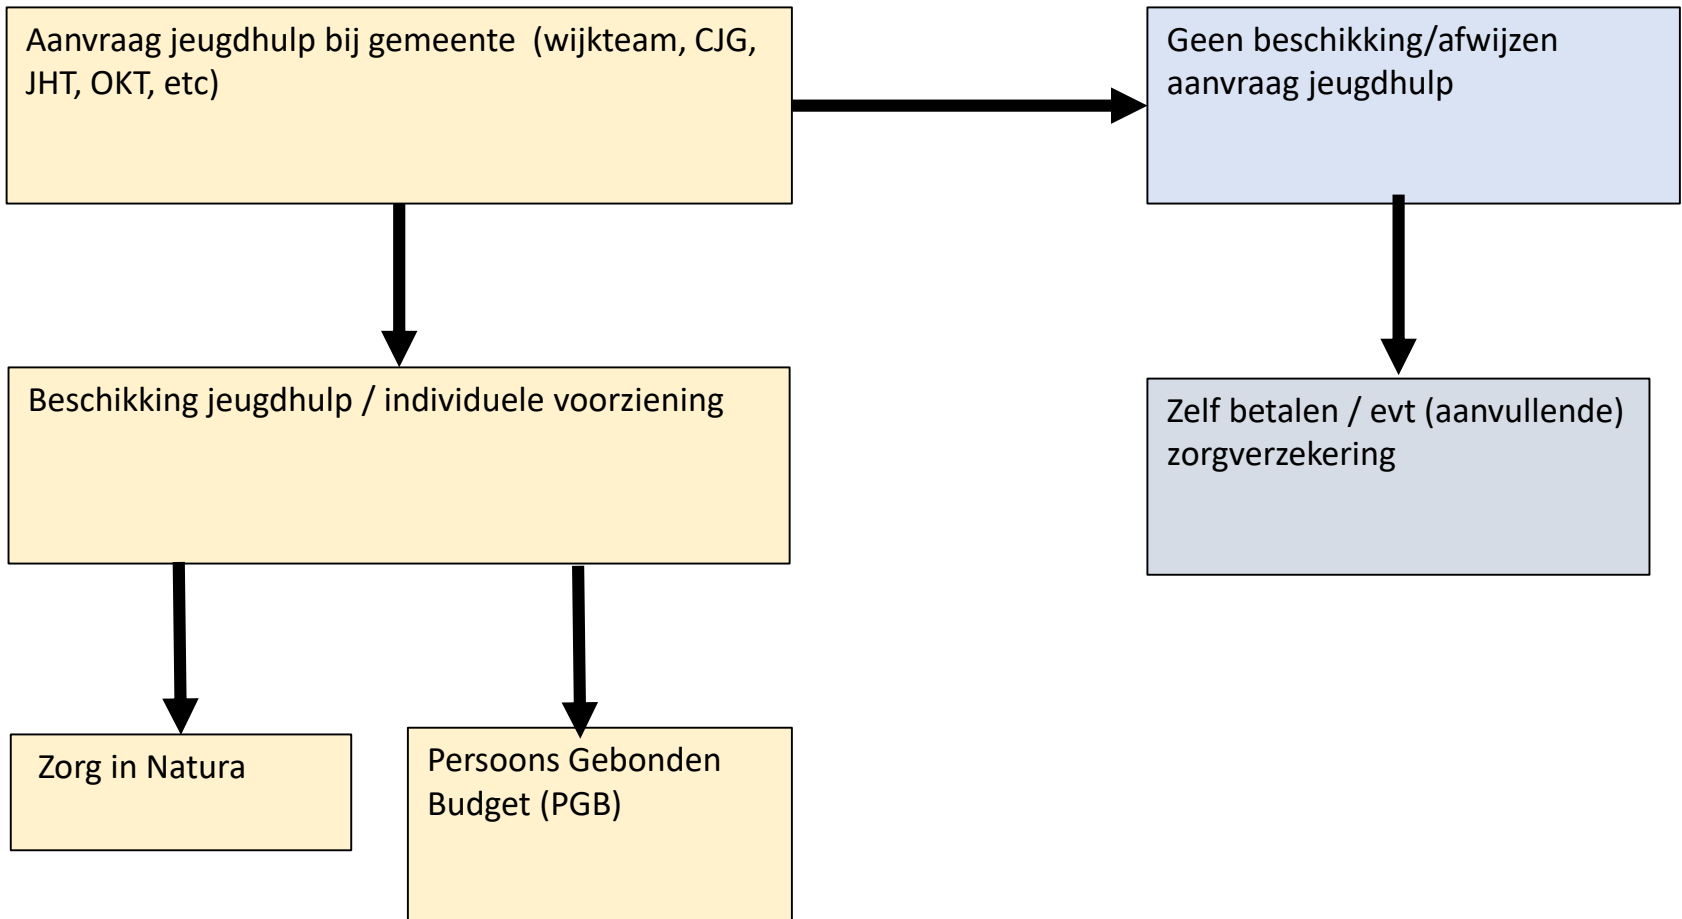 Aanvraag jeugdhulp bij gemeente (wijkteam, CJG,
JHT, OKT, etc)
Geen beschikking/afwijzen
aanvraag jeugdhulp
Beschikking jeugdhulp / individuele voorziening
Zelf betalen / evt (aanvullende)
zorgverzekering
Zorg in Natura
Persoons Gebonden
Budget (PGB)